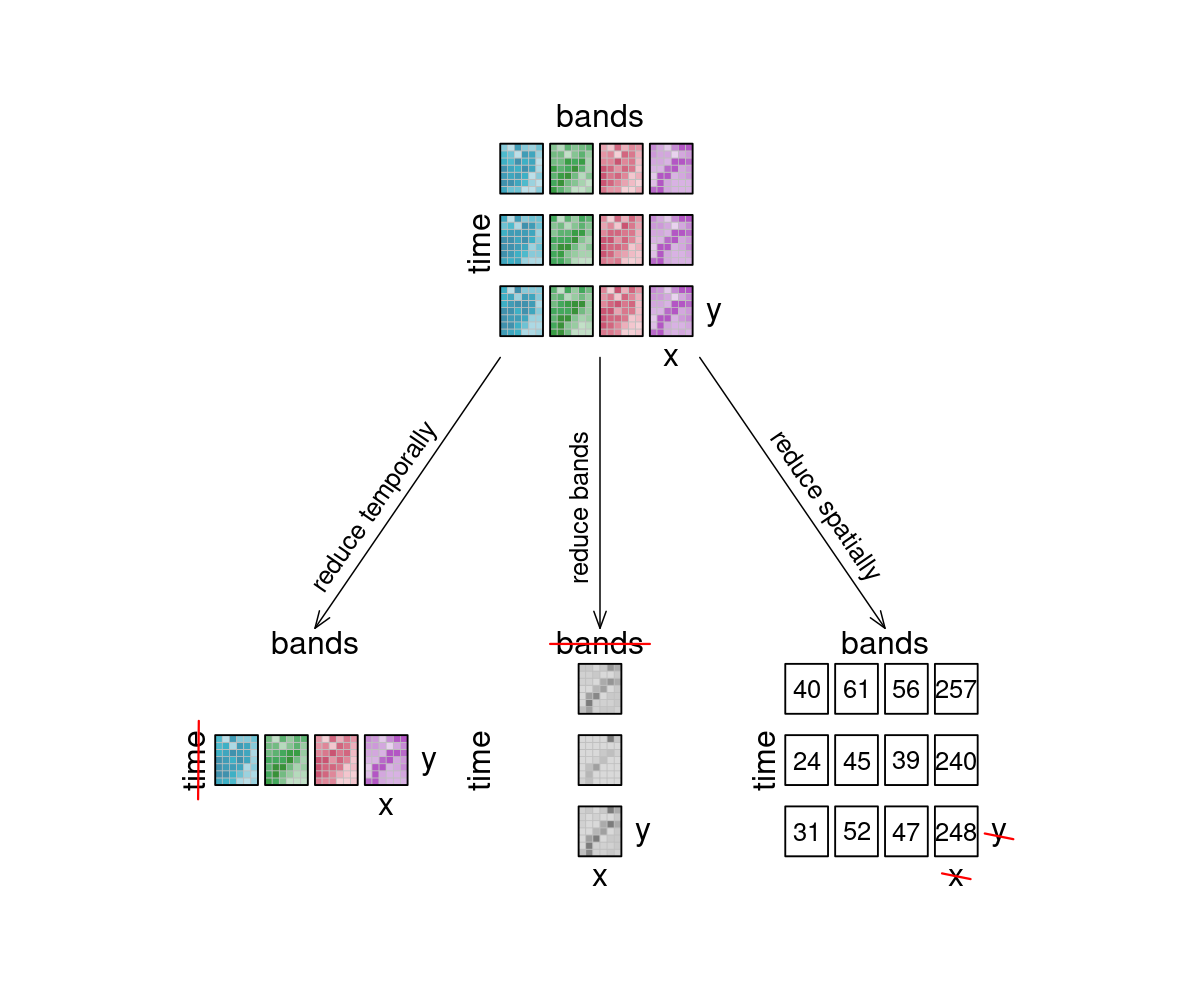 bands
time
y
x
reduce temporally
reduce bands
reduce spatially
bands
time
y
x
bands
time
y
x
bands
time
40 61 56 257
24 45 39 240
31 52 47 248
y
x